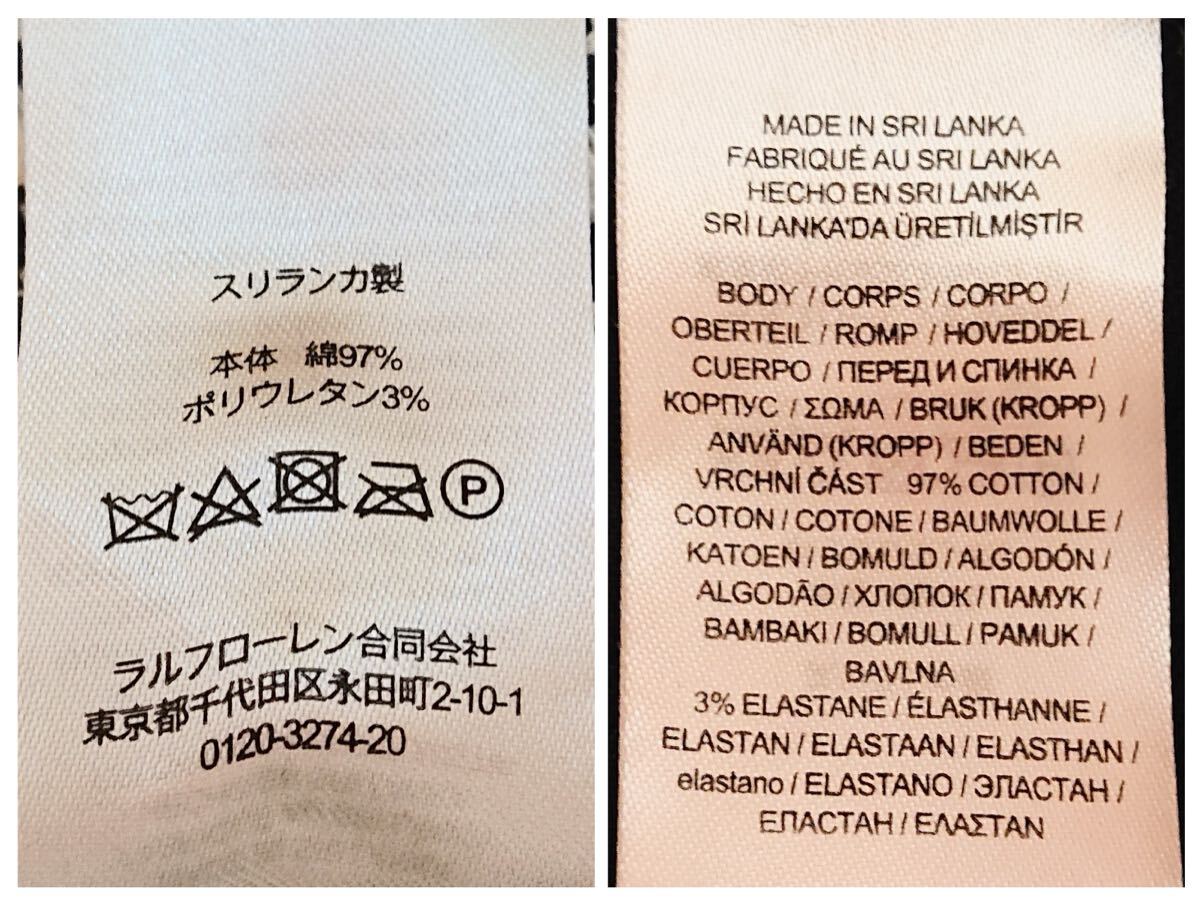 スリランカ製
本体 綿97%
ポリウレタン3%
P
ラルフローレン合同会社
東京都千代田区永田町2-10-1
0120-3274-20
MADE IN SRI LANKA
FABRIQUÉ AU SRI LANKA
HECHO EN SRI LANKA
SRİ LANKA'DA ÜRETİLMİŞTİR
BODY / CORPS / CORPO /
OBERTEIL / ROMP / HOVEDDEL /
CUERPO / ПЕРЕД И СПИНКА /
КОРПУС / ΣΩΜΑ / BRUK (KROPP) /
ANVÄND (KROPP) / BEDEN /
VRCHNÍ ČÁST 97% COTTON /
COTON / COTONE / BAUMWOLLE /
KATOEN / BOMULD / ALGODÓN /
ALGODÃO / ХЛОПОК / ПАМУК /
BAMBAKI / BOMULL / PAMUK /
BAVLNA
3% ELASTANE / ÉLASTHANNE /
ELASTAN / ELASTAAN / ELASTHAN /
elastano / ELASTANO / ЭЛАСТАН /
ЕПАСТАН / ΕΛΑΣΤΑΝ